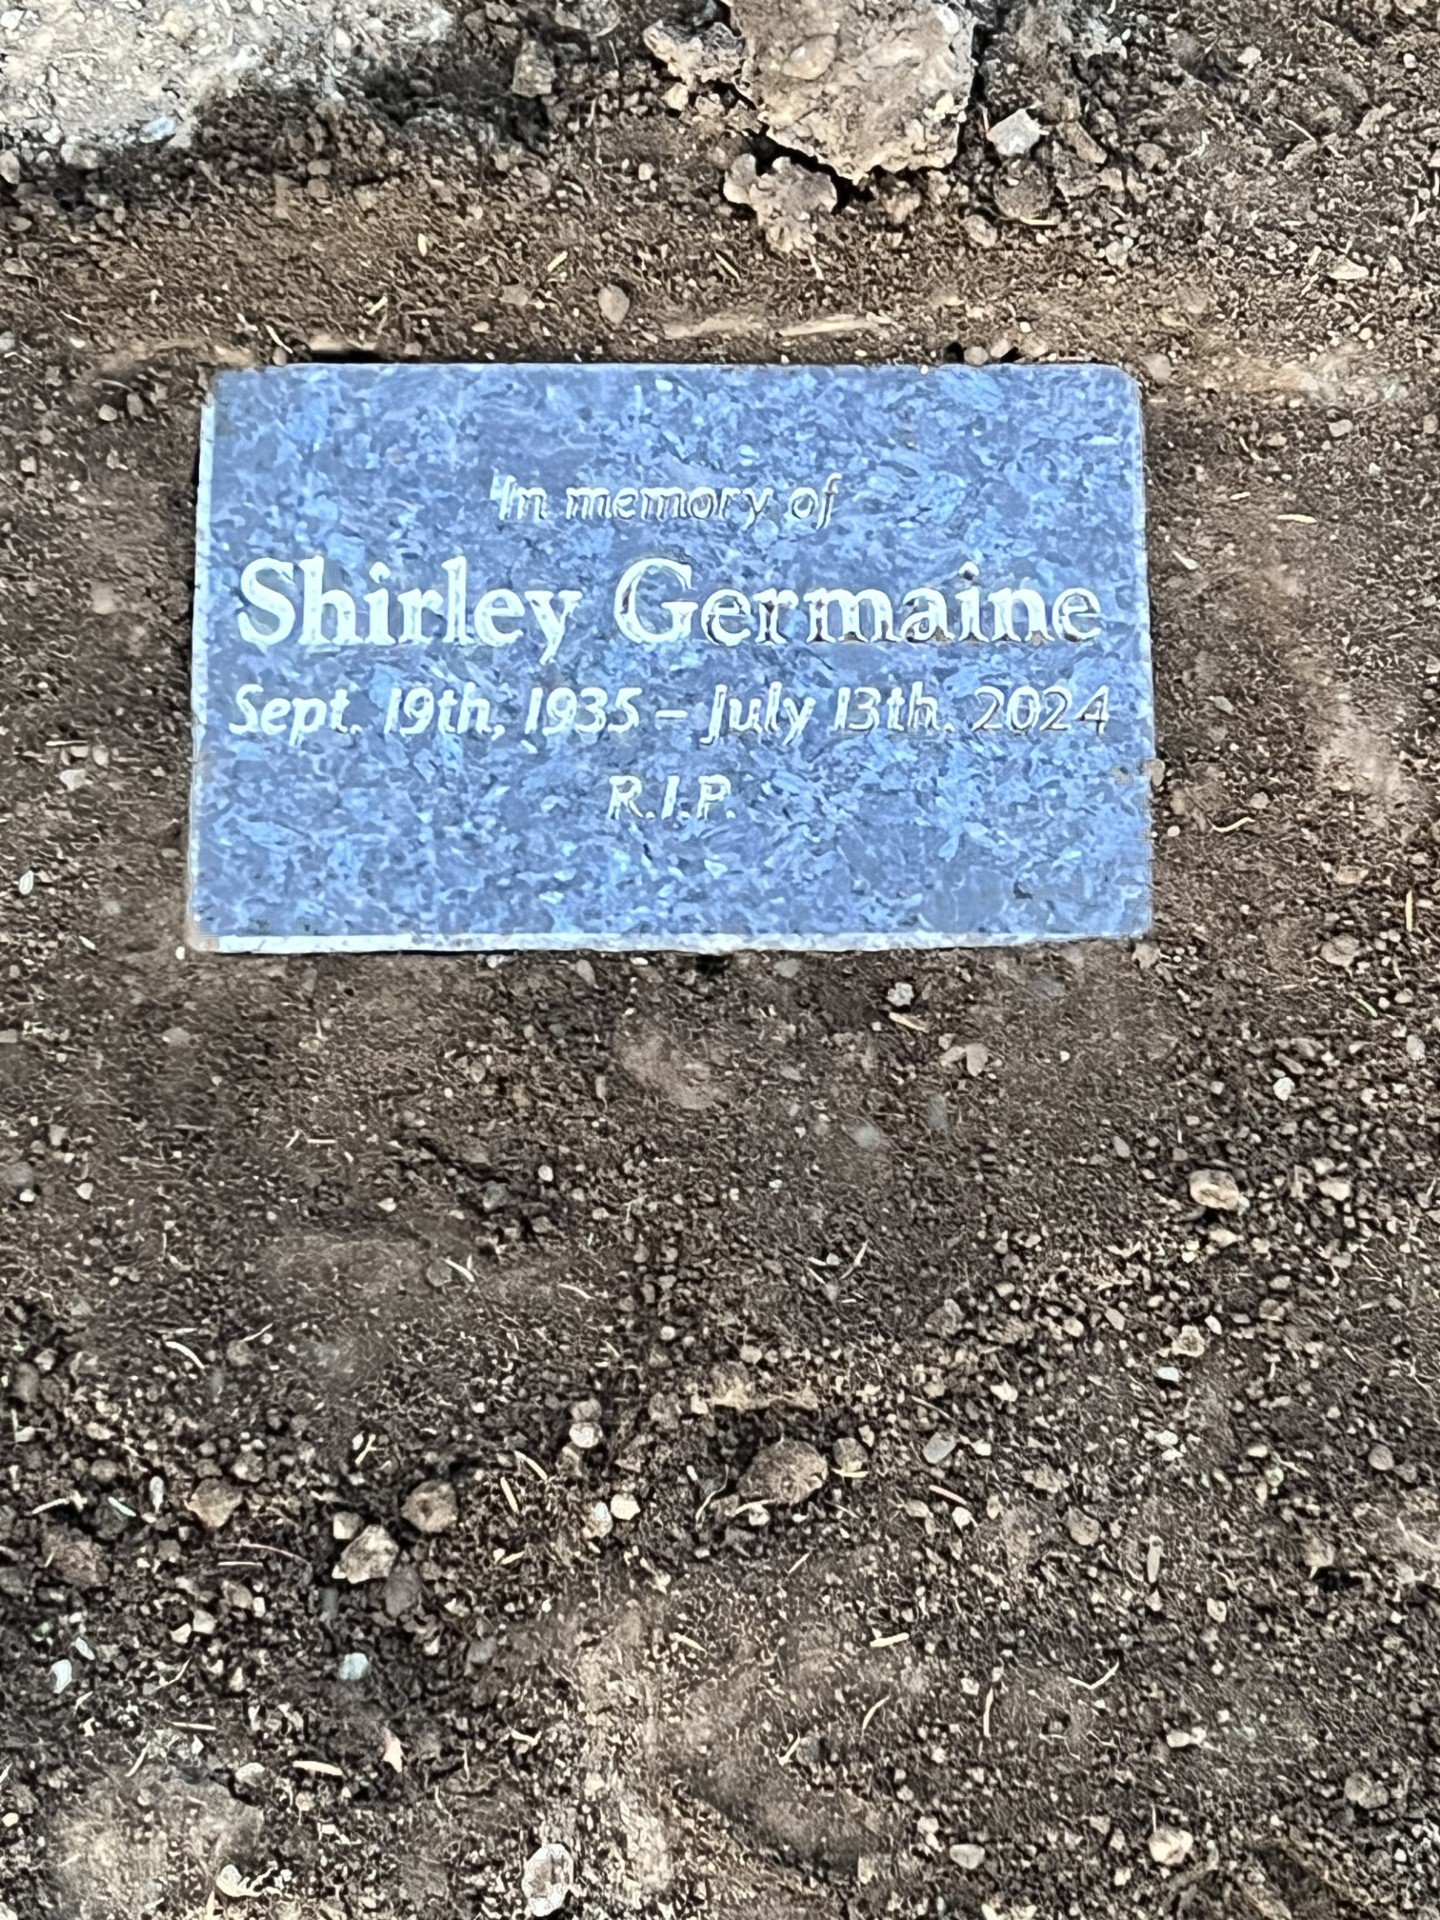 In memory of
Shirley Germaine
Sept. 19th, 1935 – July 13th, 2024
R.I.P.